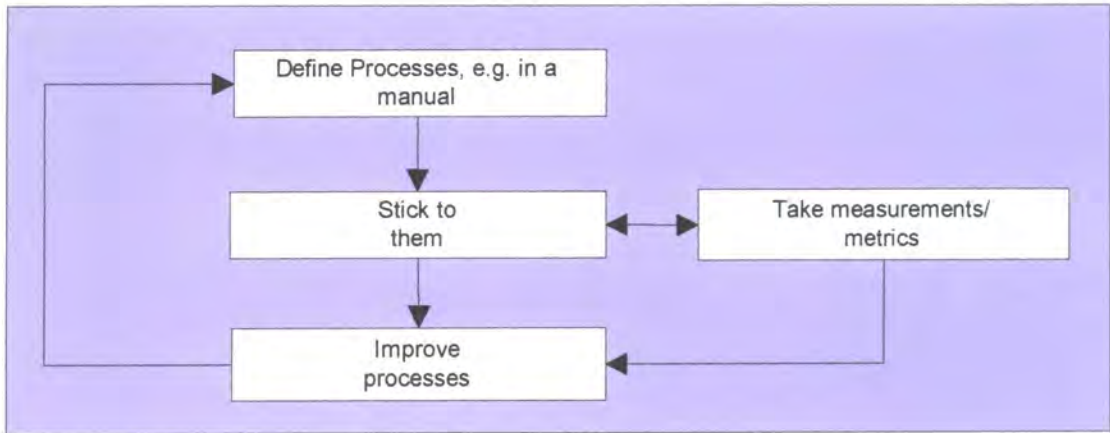 Define Processes, e.g. in a
manual
Stick to
them
Take measurements/
metrics
Improve
processes